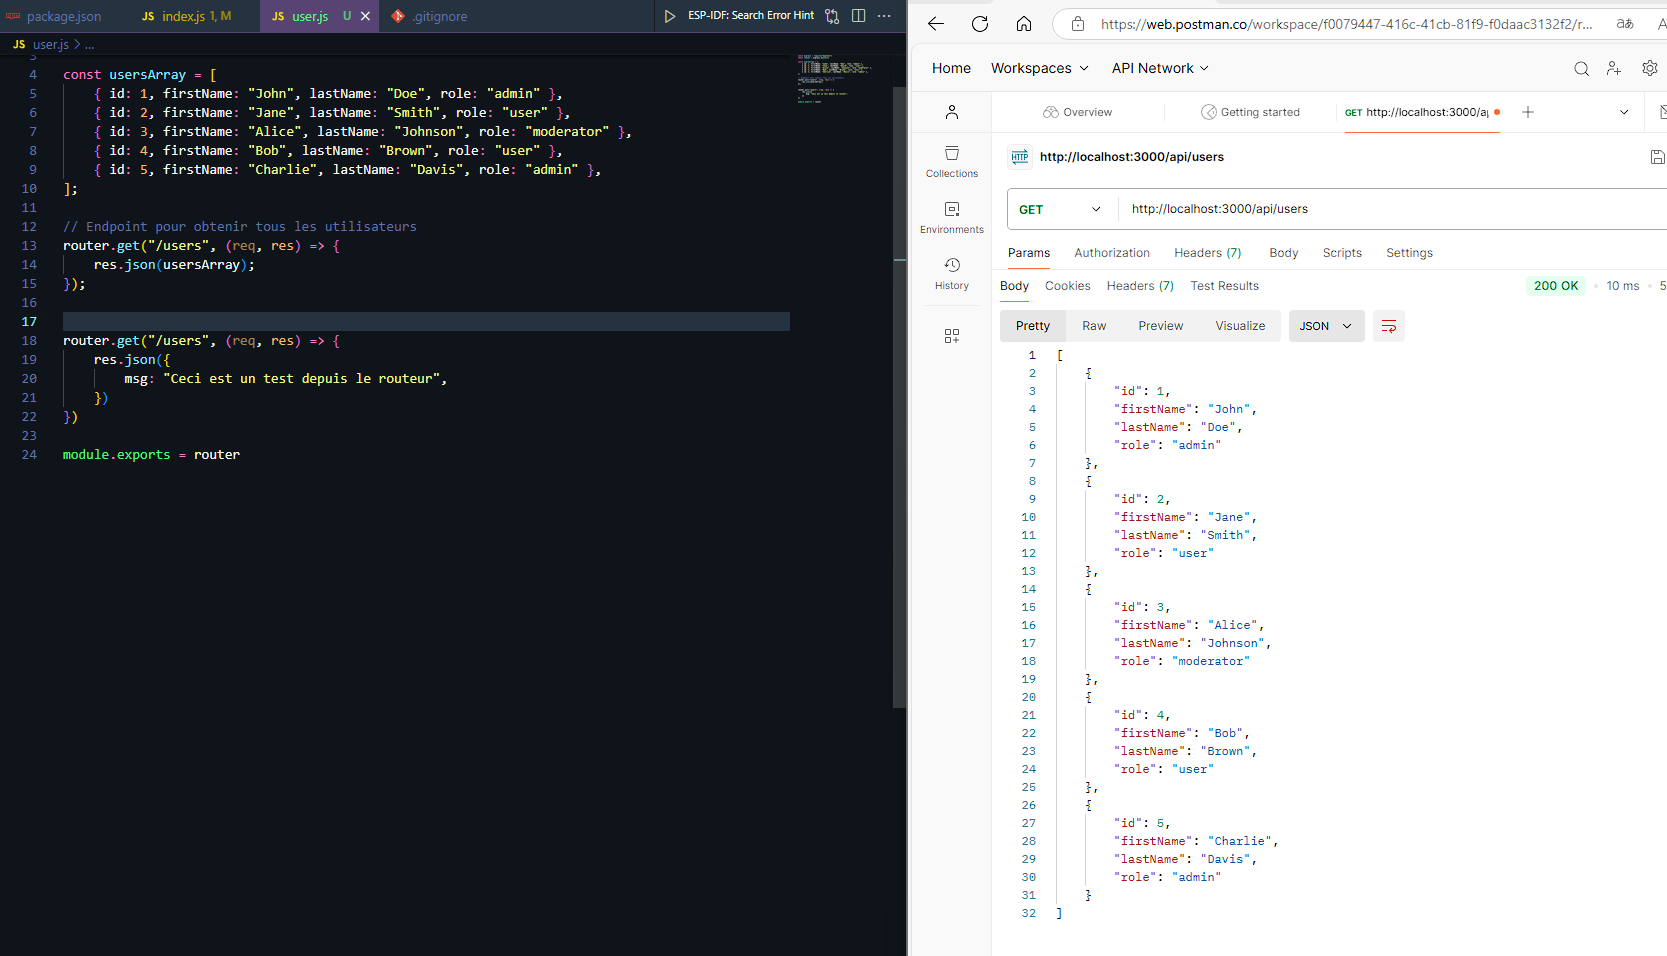 package.json
JS index.js 1, M
JS user.js U
.gitignore
ESP-IDF: Search Error Hint
JS user.js > ...
3
4 const usersArray = [
5 { id: 1, firstName: "John", lastName: "Doe", role: "admin" },
6 { id: 2, firstName: "Jane", lastName: "Smith", role: "user" },
7 { id: 3, firstName: "Alice", lastName: "Johnson", role: "moderator" },
8 { id: 4, firstName: "Bob", lastName: "Brown", role: "user" },
9 { id: 5, firstName: "Charlie", lastName: "Davis", role: "admin" },
10 ];
11
12 // Endpoint pour obtenir tous les utilisateurs
13 router.get("/users", (req, res) => {
14 res.json(usersArray);
15 });
16
17
18 router.get("/users", (req, res) => {
19 res.json({
20 msg: "Ceci est un test depuis le routeur",
21 })
22 })
23
24 module.exports = router
https://web.postman.co/workspace/f0079447-416c-41cb-81f9-f0daac3132f2/r...
Home Workspaces API Network
Overview
Getting started
GET http://localhost:3000/a
Collections
Environments
History
HTTP http://localhost:3000/api/users
GET http://localhost:3000/api/users
Params Authorization Headers (7) Body Scripts Settings
Body Cookies Headers (7) Test Results 200 OK 10 ms 5
Pretty Raw Preview Visualize JSON
1 [
2 {
3 "id": 1,
4 "firstName": "John",
5 "lastName": "Doe",
6 "role": "admin"
7 },
8 {
9 "id": 2,
10 "firstName": "Jane",
11 "lastName": "Smith",
12 "role": "user"
13 },
14 {
15 "id": 3,
16 "firstName": "Alice",
17 "lastName": "Johnson",
18 "role": "moderator"
19 },
20 {
21 "id": 4,
22 "firstName": "Bob",
23 "lastName": "Brown",
24 "role": "user"
25 },
26 {
27 "id": 5,
28 "firstName": "Charlie",
29 "lastName": "Davis",
30 "role": "admin"
31 }
32 ]